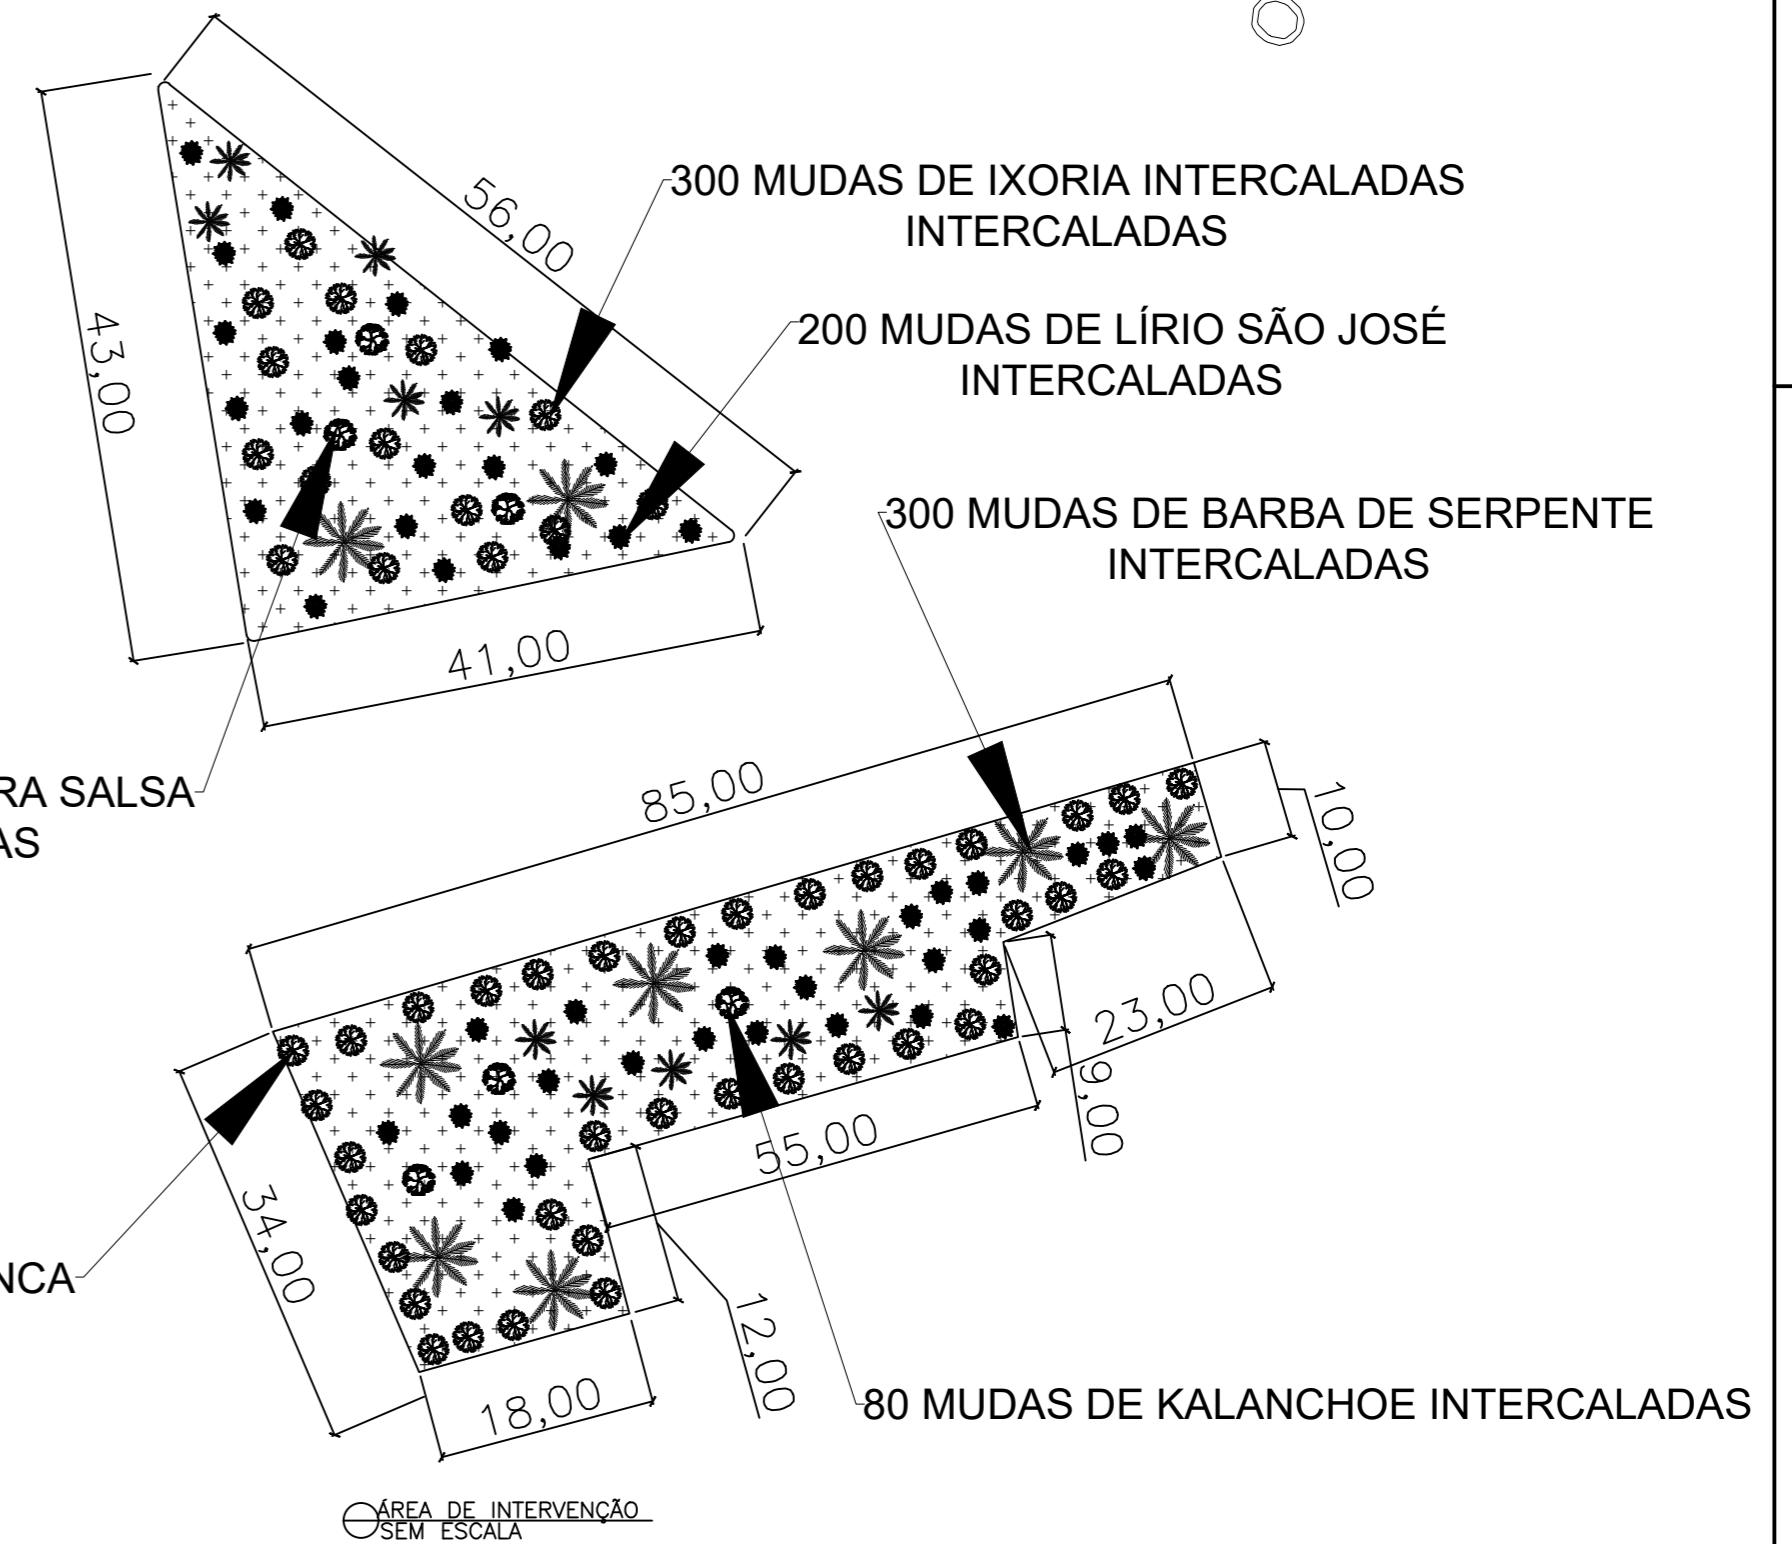 56,00
300 MUDAS DE IXORIA INTERCALADAS
INTERCALADAS
43,00
200 MUDAS DE LÍRIO SÃO JOSÉ
INTERCALADAS
300 MUDAS DE BARBA DE SERPENTE
INTERCALADAS
41,00
RA SALSA
AS
85,00
10,00
23,00
9,00
55,00
34,00
NCA
12,00
18,00
80 MUDAS DE KALANCHOE INTERCALADAS
ÁREA DE INTERVENÇÃO
SEM ESCALA